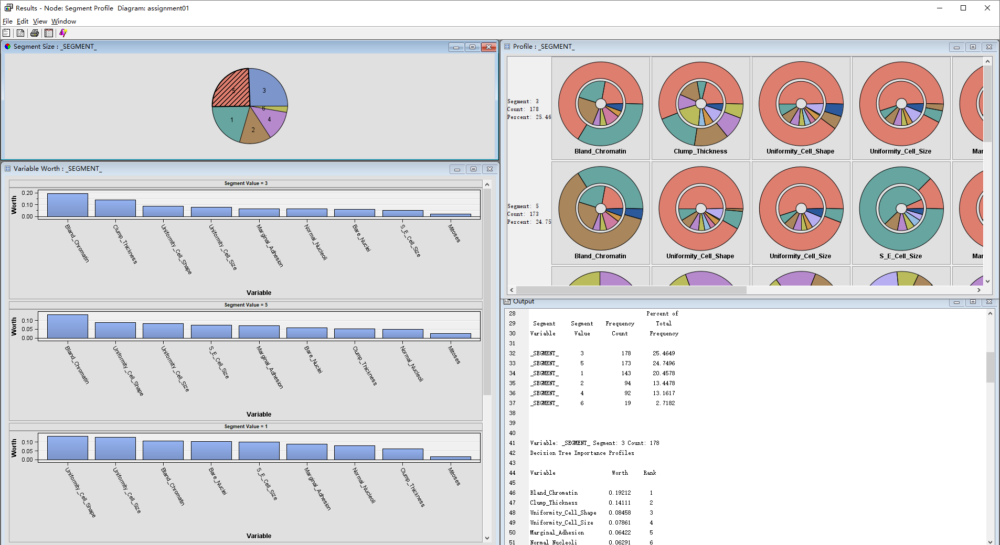 Results - Node: Segment Profile  Diagram: assignment01
File Edit View Window
Segment Size : _SEGMENT_
5
3
6
1
4
2
Variable Worth : _SEGMENT_
Segment Value = 3
Worth
0.20
0.10
0.00
Bland_Chromatin
Clump_Thickness
Uniformity_Cell_Shape
Uniformity_Cell_Size
Marginal_Adhesion
Normal_Nucleoli
Bare_Nuclei
S_E_Cell_Size
Mitoses
Variable
Segment Value = 5
Worth
0.10
0.05
0.00
Bland_Chromatin
Uniformity_Cell_Shape
Uniformity_Cell_Size
S_E_Cell_Size
Marginal_Adhesion
Bare_Nuclei
Clump_Thickness
Normal_Nucleoli
Mitoses
Variable
Segment Value = 1
Worth
0.10
0.05
0.00
Uniformity_Cell_Shape
Uniformity_Cell_Size
Bland_Chromatin
Bare_Nuclei
S_E_Cell_Size
Marginal_Adhesion
Normal_Nucleoli
Clump_Thickness
Mitoses
Variable
Profile : _SEGMENT_
Segment: 3
Count: 178
Percent: 25.46
Bland_Chromatin
Clump_Thickness
Uniformity_Cell_Shape
Uniformity_Cell_Size
Mar
Segment: 5
Count: 173
Percent: 24.75
Bland_Chromatin
Uniformity_Cell_Shape
Uniformity_Cell_Size
S_E_Cell_Size
Mar
Output
28 Percent of
29 Segment Segment Frequency Total
30 Variable Value Count Frequency
31
32 _SEGMENT_ 3 178 25.4649
33 _SEGMENT_ 5 173 24.7496
34 _SEGMENT_ 1 143 20.4578
35 _SEGMENT_ 2 94 13.4478
36 _SEGMENT_ 4 92 13.1617
37 _SEGMENT_ 6 19 2.7182
38
39
40
41 Variable: _SEGMENT_ Segment: 3 Count: 178
42 Decision Tree Importance Profiles
43
44 Variable Worth Rank
45
46 Bland_Chromatin 0.19212 1
47 Clump_Thickness 0.14111 2
48 Uniformity_Cell_Shape 0.08458 3
49 Uniformity_Cell_Size 0.07861 4
50 Marginal_Adhesion 0.06422 5
51 Normal_Nucleoli 0.06291 6